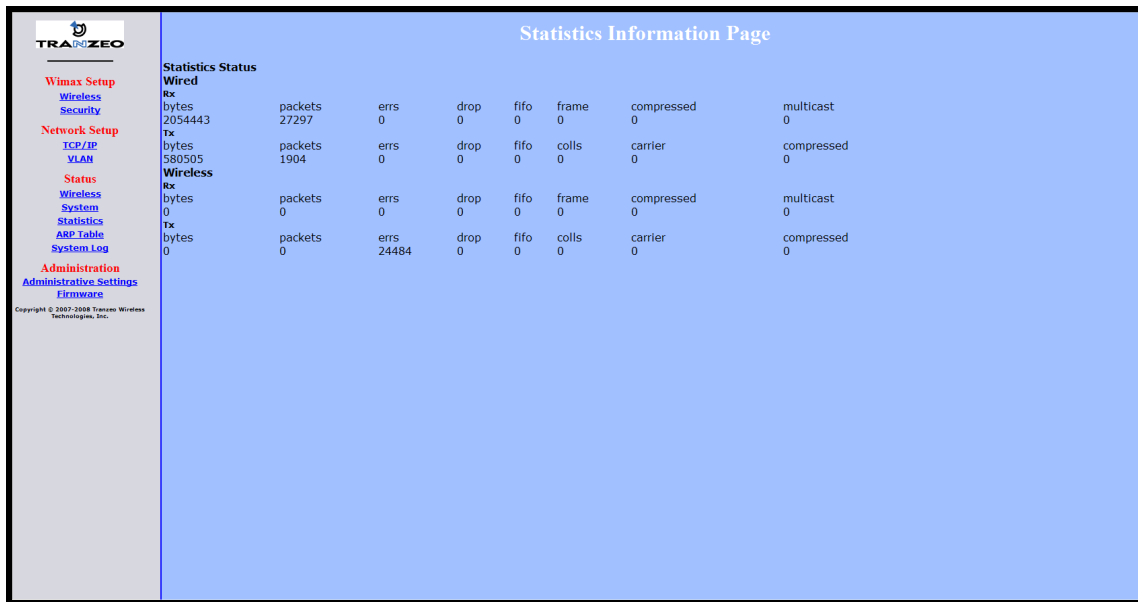 TRANZEO
Wimax Setup
Wireless
Security
Network Setup
TCP/IP
VLAN
Status
Wireless
System
Statistics
ARP Table
System Log
Administration
Administrative Settings
Firmware
Copyright © 2007-2008 Tranzeo Wireless
Technologies, Inc.
Statistics Information Page
Statistics Status
Wired
Rx
bytes packets errs drop fifo frame compressed multicast
2054443 27297 0 0 0 0 0 0
Tx
bytes packets errs drop fifo colls carrier compressed
580505 1904 0 0 0 0 0 0
Wireless
Rx
bytes packets errs drop fifo frame compressed multicast
0 0 0 0 0 0 0 0
Tx
bytes packets errs drop fifo colls carrier compressed
0 0 24484 0 0 0 0 0